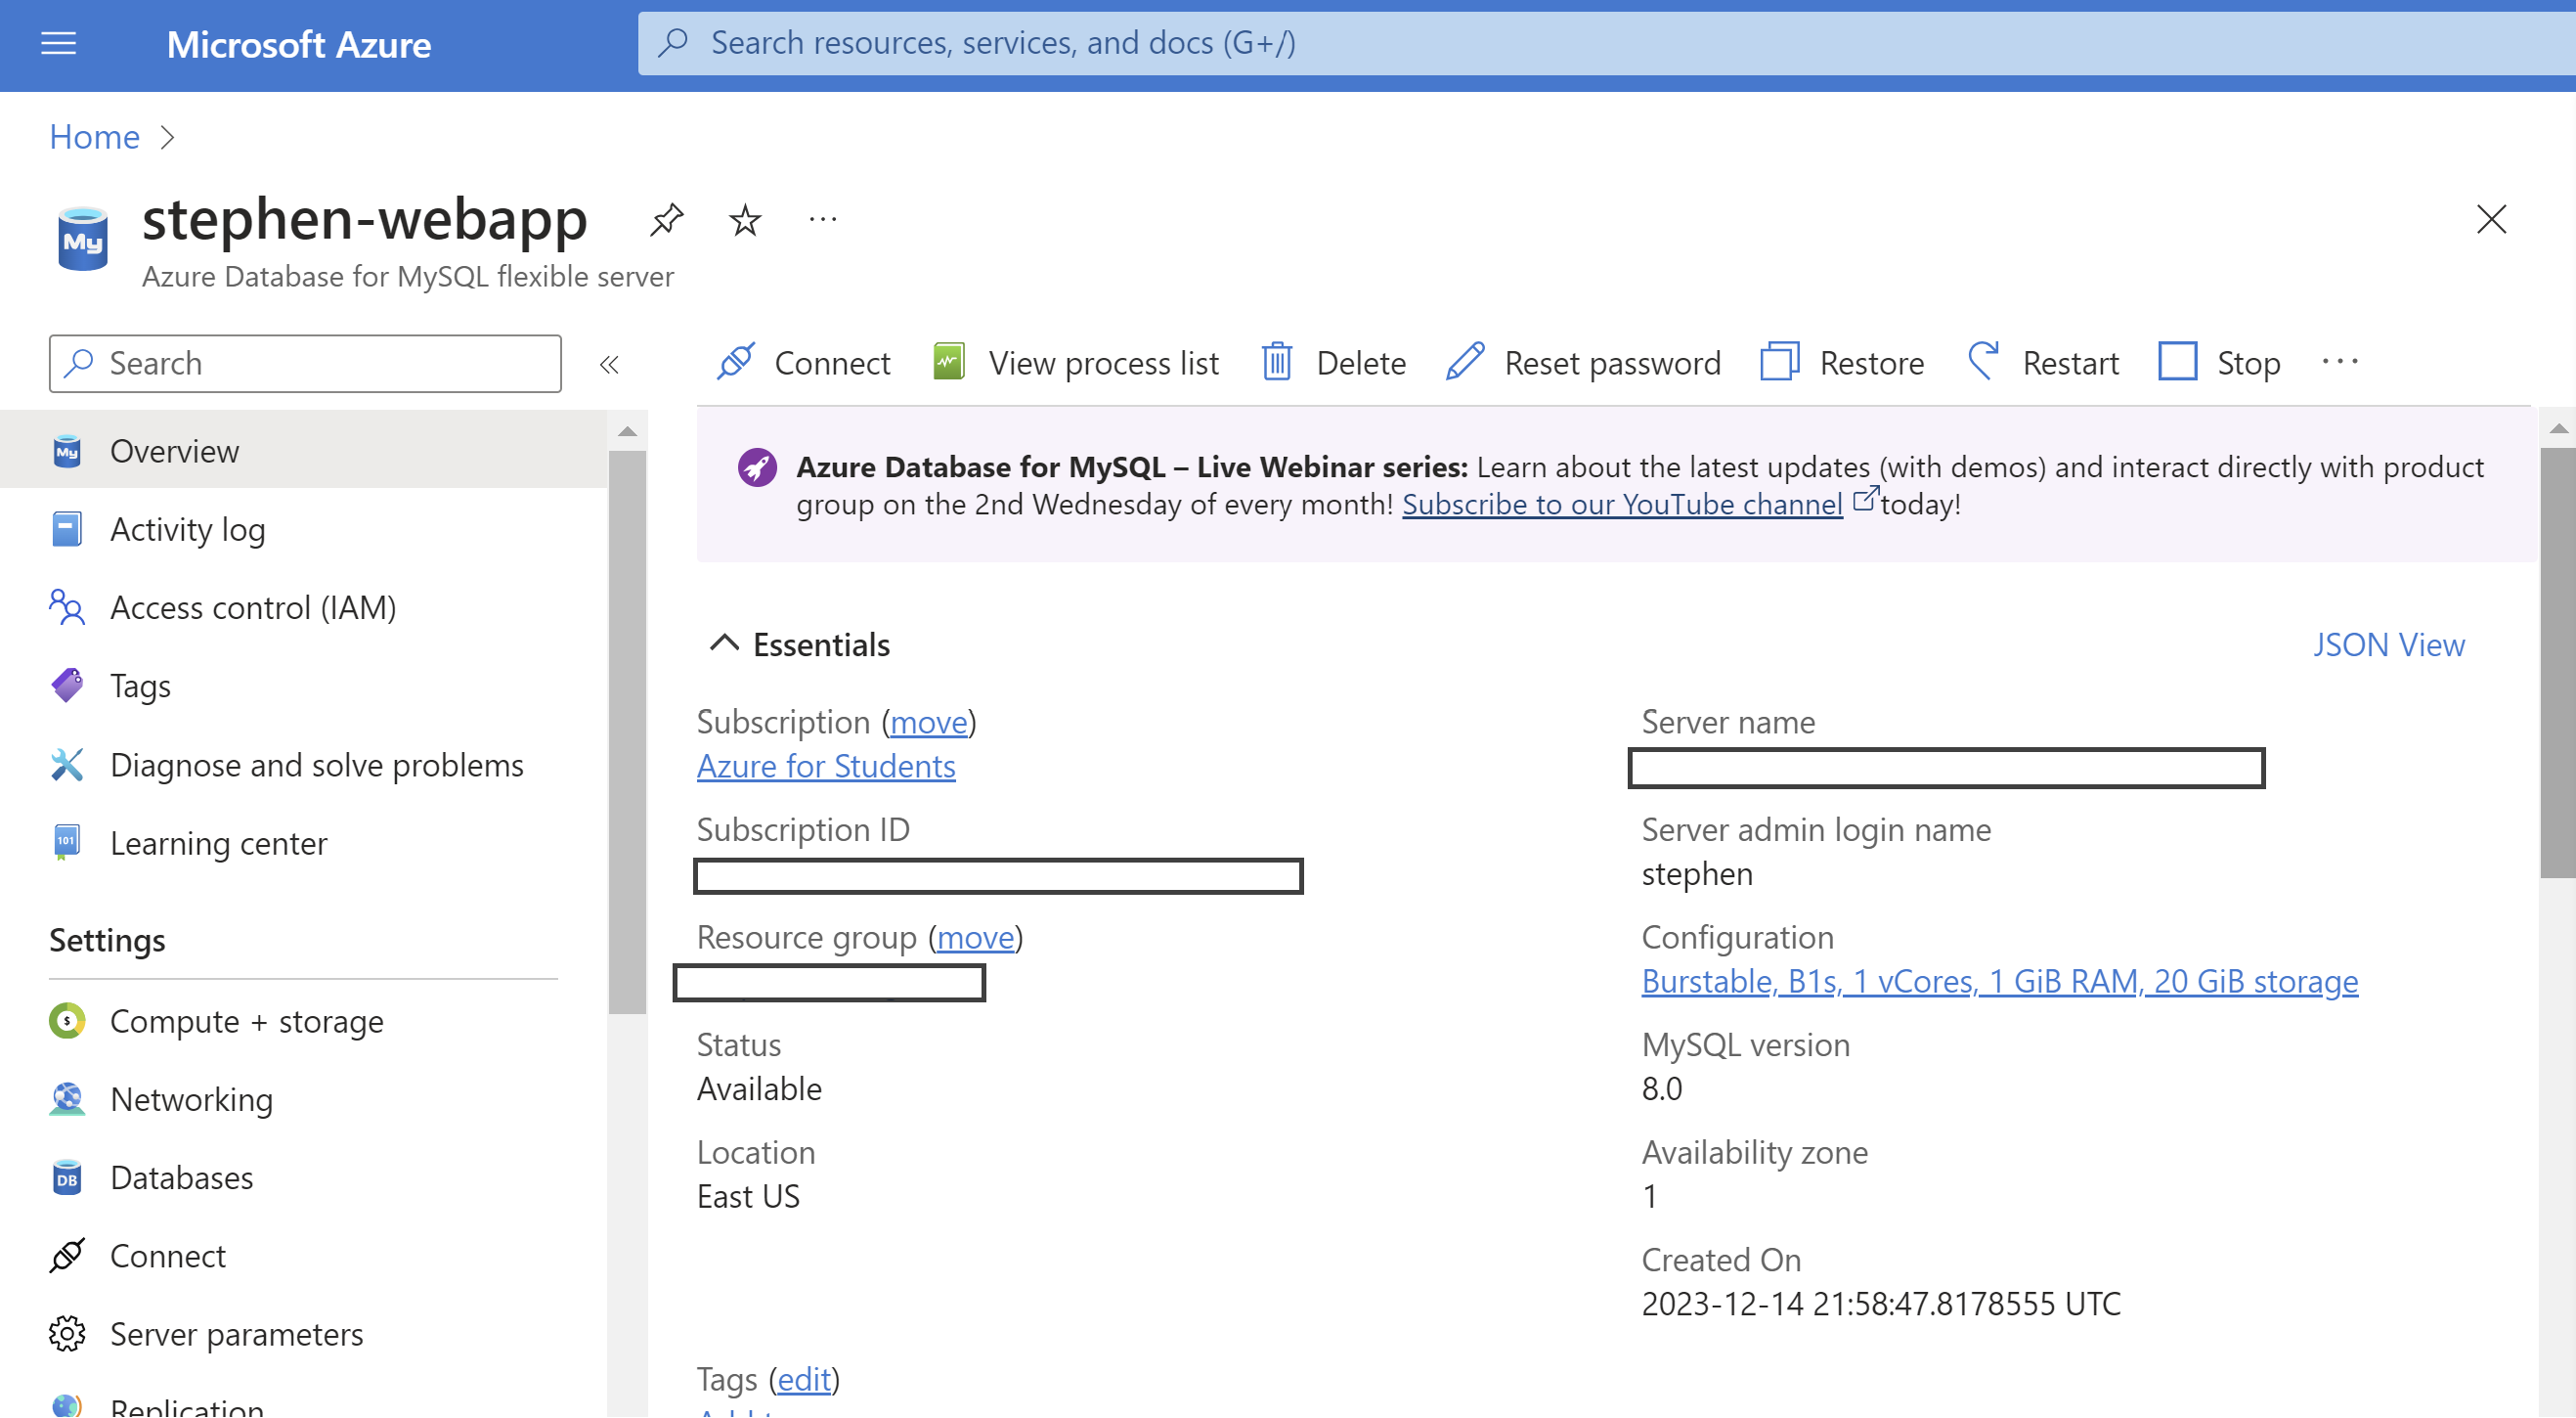 Microsoft Azure
Search resources, services, and docs (G+/)
Home
stephen-webapp
Azure Database for MySQL flexible server
Search
Connect
View process list
Delete
Reset password
Restore
Restart
Stop
Overview
Activity log
Access control (IAM)
Tags
Diagnose and solve problems
Learning center
Settings
Compute + storage
Networking
Databases
Connect
Server parameters
Replication
Azure Database for MySQL – Live Webinar series: Learn about the latest updates (with demos) and interact directly with product
group on the 2nd Wednesday of every month! Subscribe to our YouTube channel today!
Essentials
JSON View
Subscription (move)
Azure for Students
Subscription ID
Resource group (move)
Status
Available
Location
East US
Server name
Server admin login name
stephen
Configuration
Burstable, B1s, 1 vCores, 1 GiB RAM, 20 GiB storage
MySQL version
8.0
Availability zone
1
Created On
2023-12-14 21:58:47.8178555 UTC
Tags (edit)